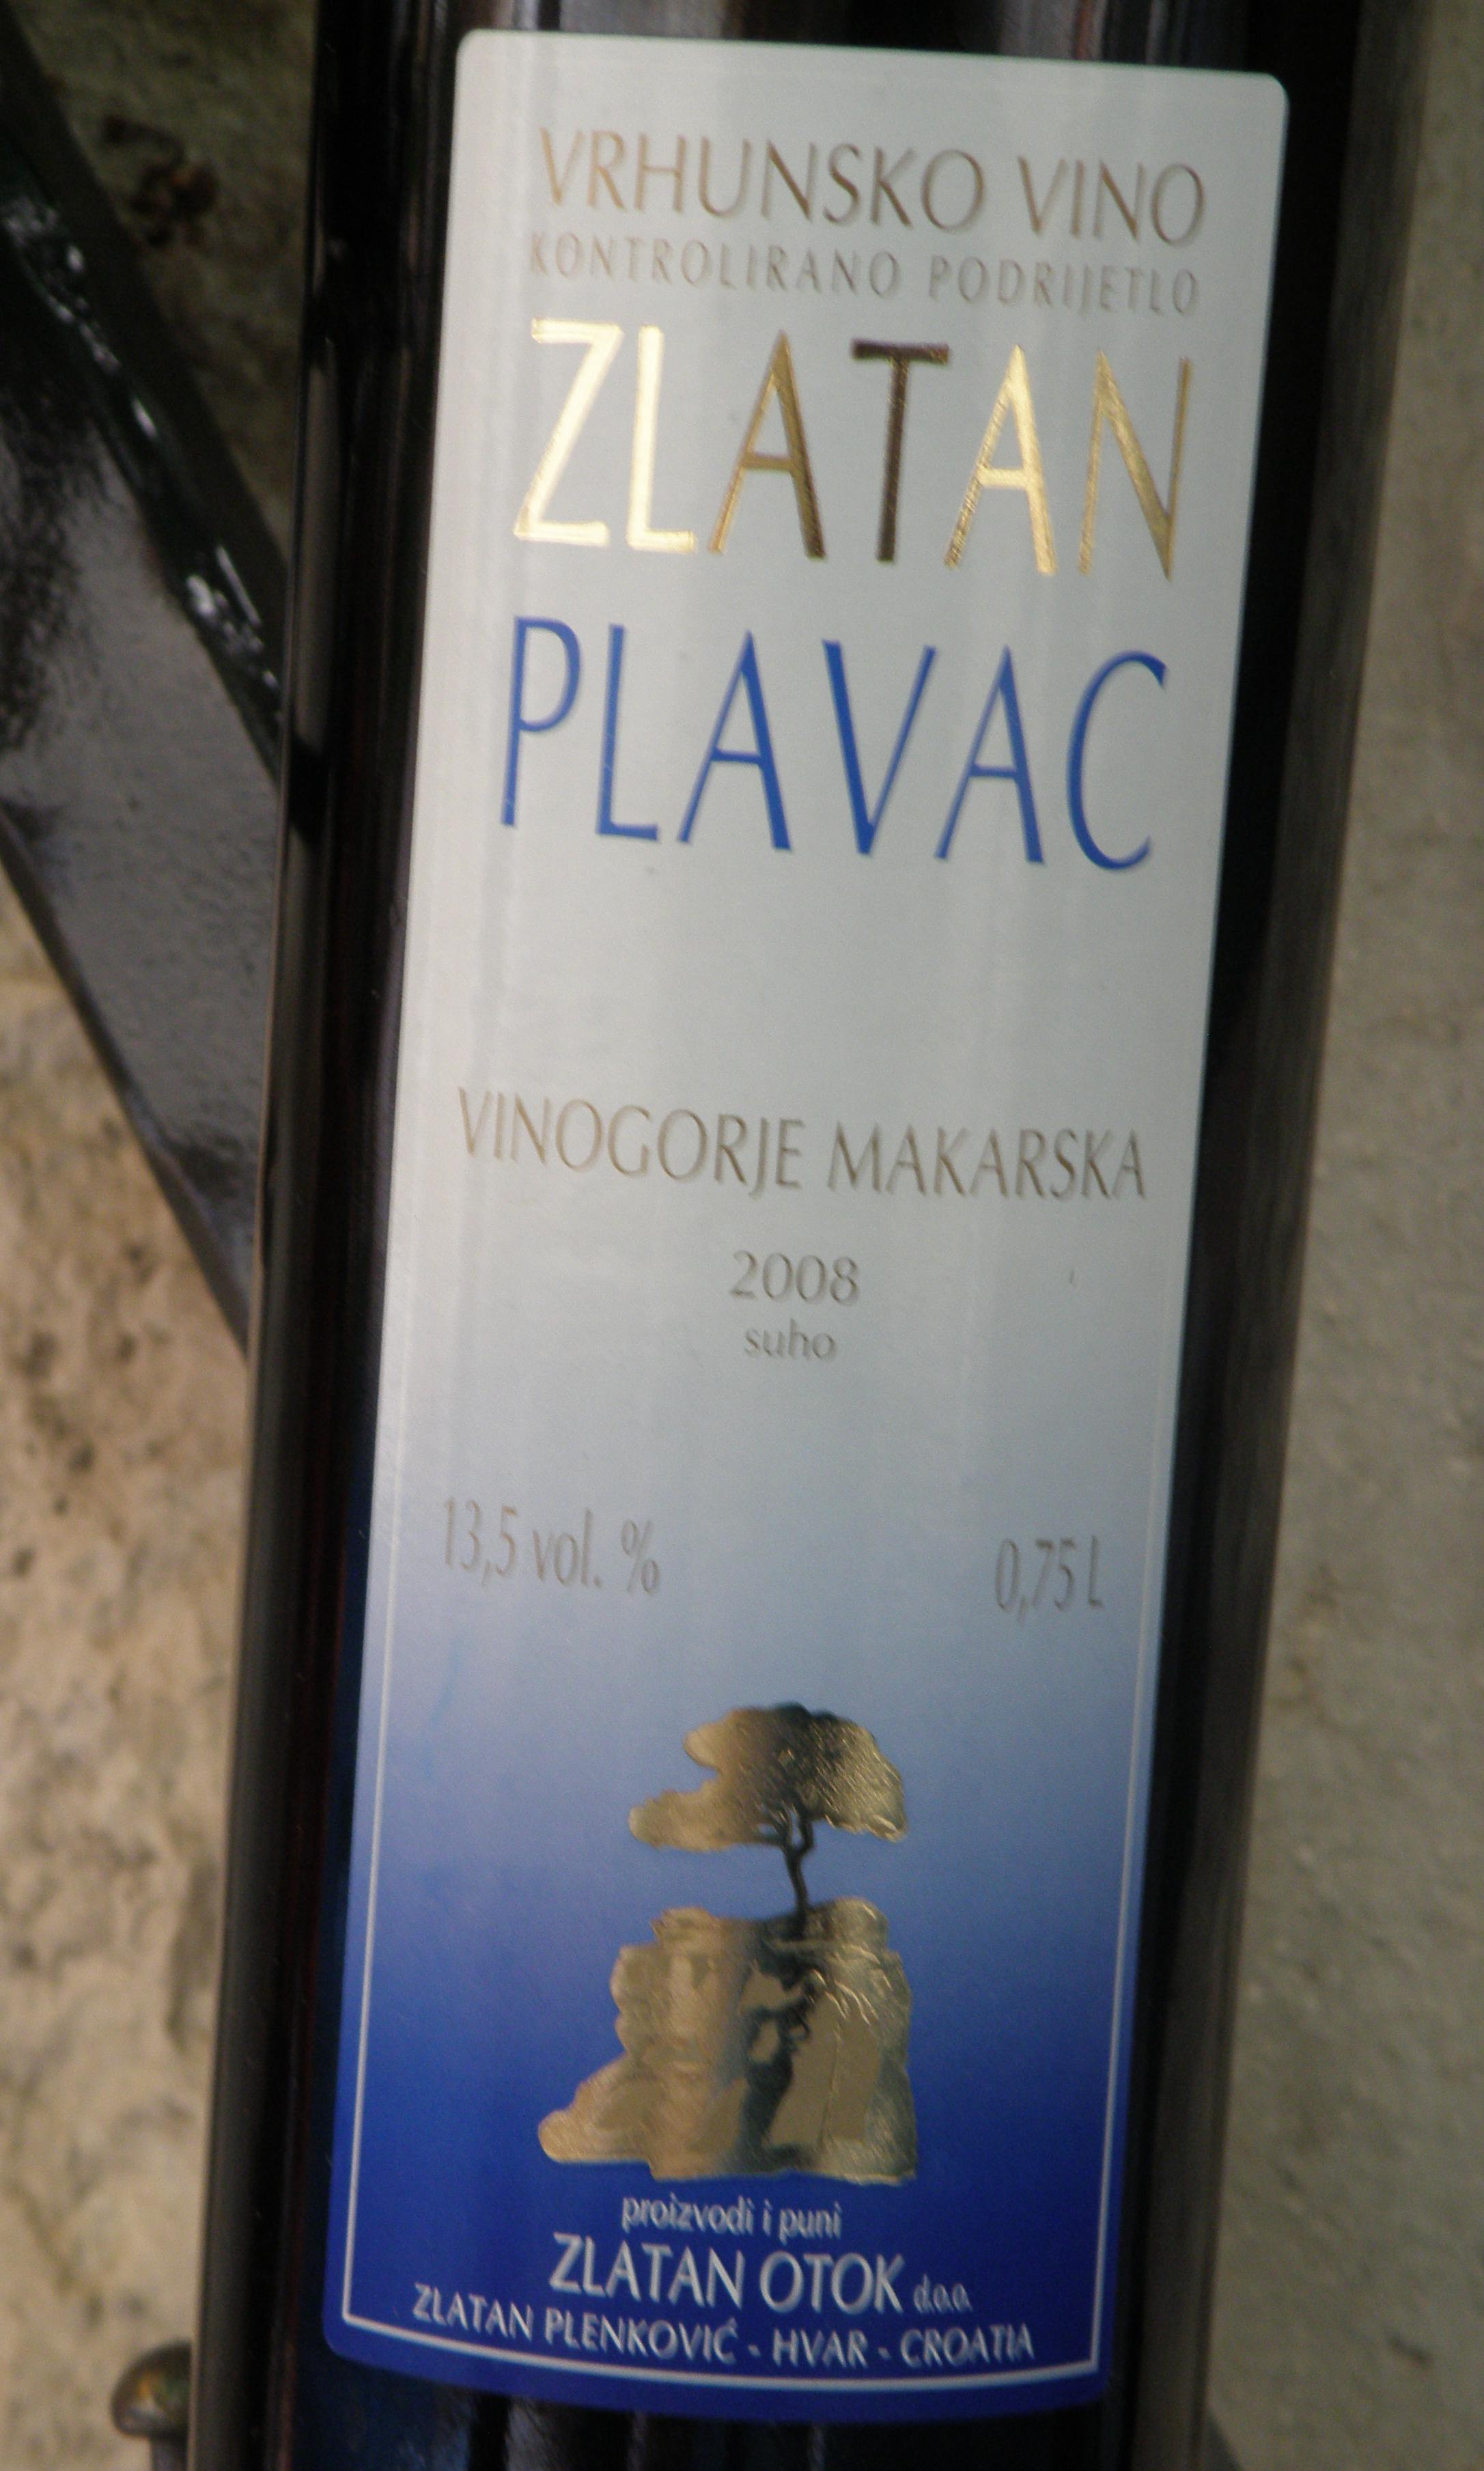 VRHUNSKO VINO
KONTROLIRANO PODRIJETLO
ZLATAN
PLAVAC
VINOGORJE MAKARSKA
2008
suho
13,5 vol. % 0,75 L
proizvodi i puni
ZLATAN OTOK d.o.o.
ZLATAN PLENKOVIĆ - HVAR - CROATIA